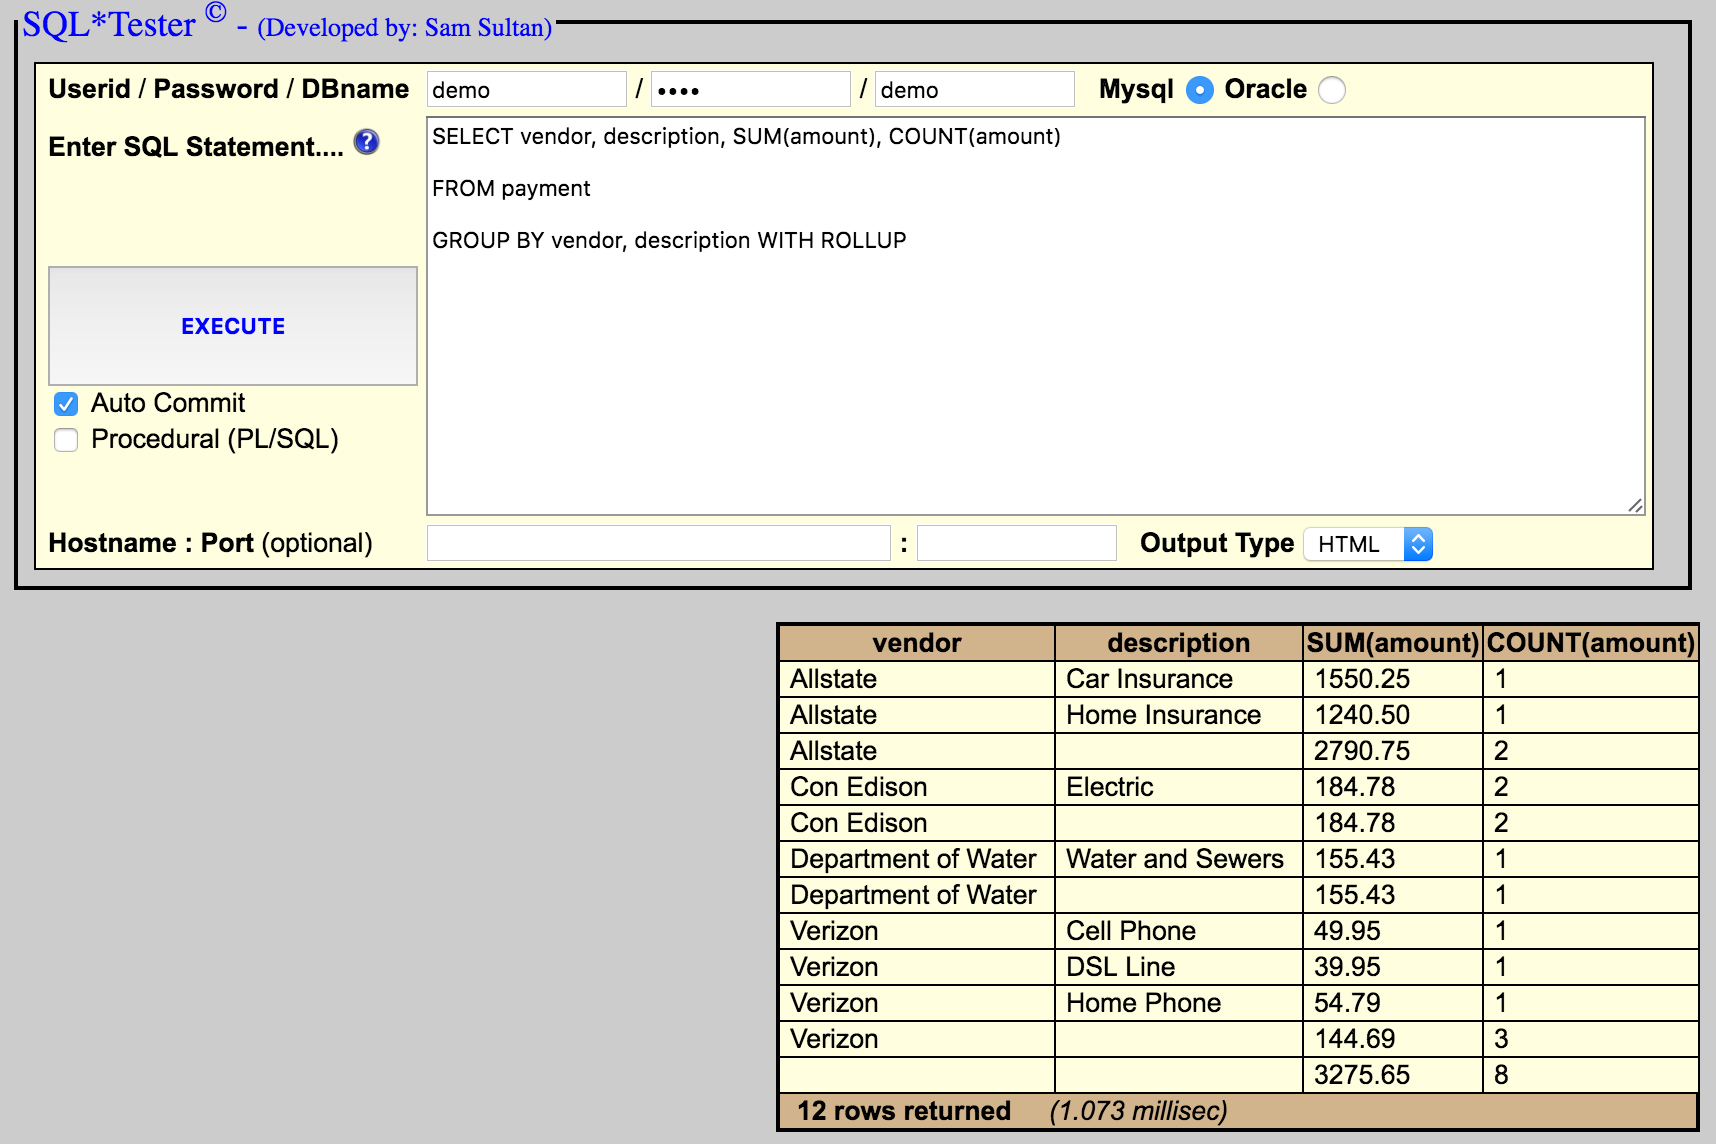 SQL*Tester © - (Developed by: Sam Sultan)
Userid / Password / DBname demo / •••• / demo Mysql Oracle
Enter SQL Statement.... ?
SELECT vendor, description, SUM(amount), COUNT(amount)
FROM payment
GROUP BY vendor, description WITH ROLLUP
EXECUTE
Auto Commit
Procedural (PL/SQL)
Hostname : Port (optional) : Output Type HTML
vendor description SUM(amount) COUNT(amount)
Allstate Car Insurance 1550.25 1
Allstate Home Insurance 1240.50 1
Allstate 2790.75 2
Con Edison Electric 184.78 2
Con Edison 184.78 2
Department of Water Water and Sewers 155.43 1
Department of Water 155.43 1
Verizon Cell Phone 49.95 1
Verizon DSL Line 39.95 1
Verizon Home Phone 54.79 1
Verizon 144.69 3
3275.65 8
12 rows returned (1.073 millisec)